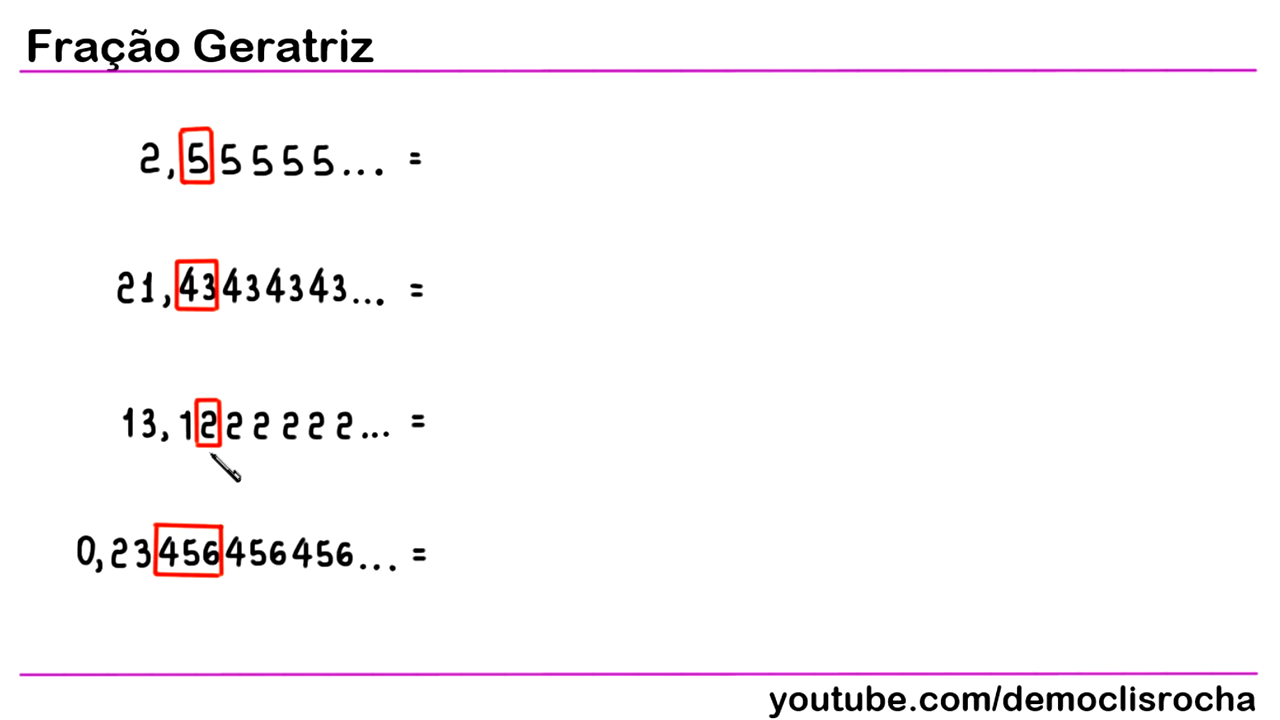 Fração Geratriz
2,55555... =
21,43434343... =
13,1222222... =
0,23456456456... =
youtube.com/democlisrocha